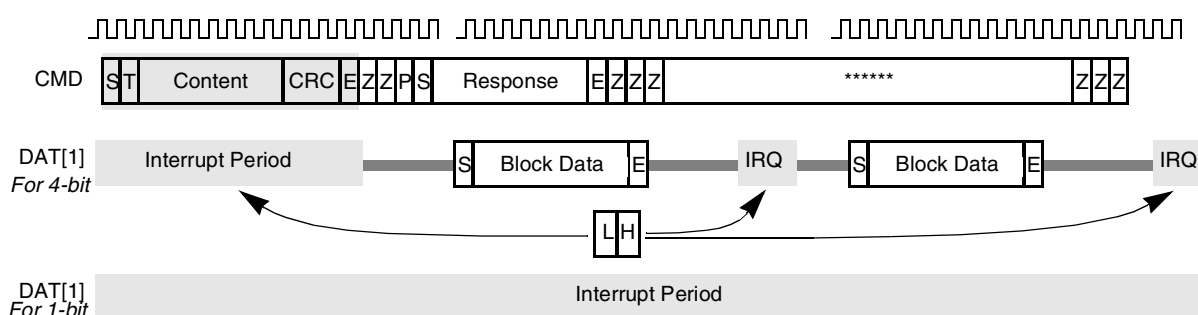 CMD S T Content CRC E Z Z P S Response E Z Z Z ****** Z Z Z
DAT[1] Interrupt Period S Block Data E IRQ S Block Data E IRQ
For 4-bit
L H
DAT[1] Interrupt Period
For 1-bit